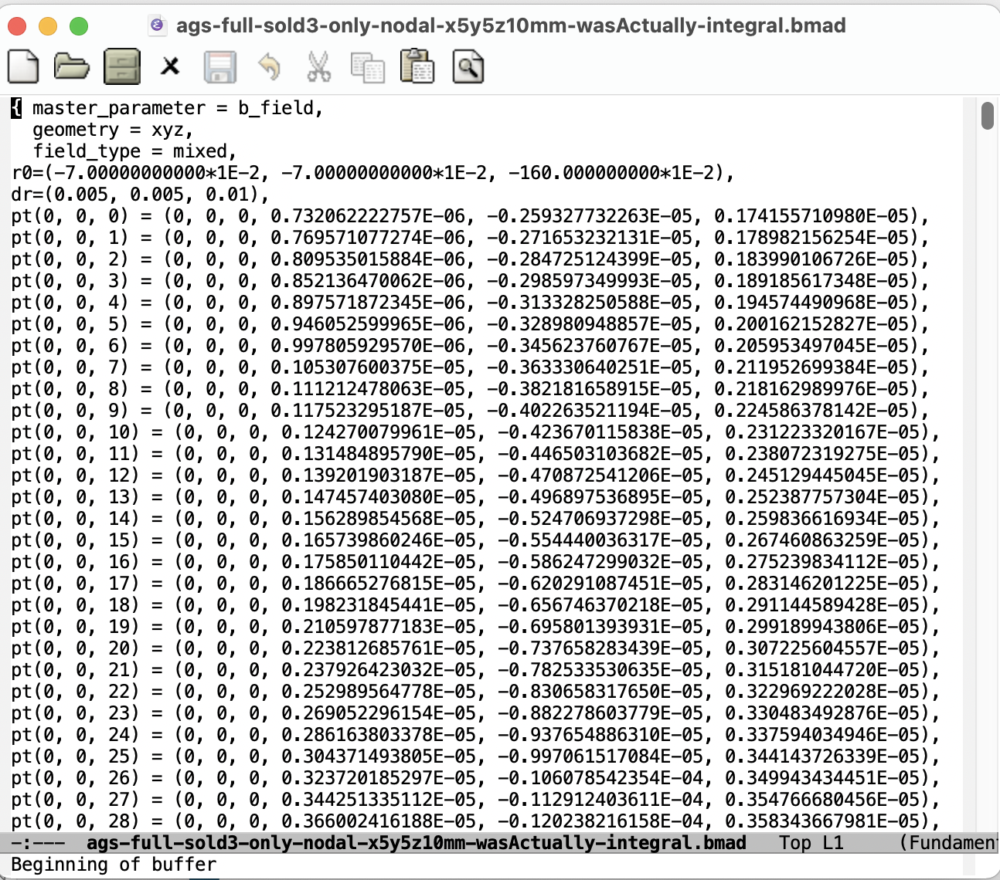 ags-full-sold3-only-nodal-x5y5z10mm-wasActually-integral.bmad
{ master_parameter = b_field,
  geometry = xyz,
  field_type = mixed,
r0=(-7.00000000000*1E-2, -7.00000000000*1E-2, -160.000000000*1E-2),
dr=(0.005, 0.005, 0.01),
pt(0, 0, 0) = (0, 0, 0, 0.732062222757E-06, -0.259327732263E-05, 0.174155710980E-05),
pt(0, 0, 1) = (0, 0, 0, 0.769571077274E-06, -0.271653232131E-05, 0.178982156254E-05),
pt(0, 0, 2) = (0, 0, 0, 0.809535015884E-06, -0.284725124399E-05, 0.183990106726E-05),
pt(0, 0, 3) = (0, 0, 0, 0.852136470062E-06, -0.298597349993E-05, 0.189185617348E-05),
pt(0, 0, 4) = (0, 0, 0, 0.897571872345E-06, -0.313328250588E-05, 0.194574490968E-05),
pt(0, 0, 5) = (0, 0, 0, 0.946052599965E-06, -0.328980948857E-05, 0.200162152827E-05),
pt(0, 0, 6) = (0, 0, 0, 0.997805929570E-06, -0.345623760767E-05, 0.205953497045E-05),
pt(0, 0, 7) = (0, 0, 0, 0.105307600375E-05, -0.363330640251E-05, 0.211952699384E-05),
pt(0, 0, 8) = (0, 0, 0, 0.111212478063E-05, -0.382181658915E-05, 0.218162989976E-05),
pt(0, 0, 9) = (0, 0, 0, 0.117523295187E-05, -0.402263521194E-05, 0.224586378142E-05),
pt(0, 0, 10) = (0, 0, 0, 0.124270079961E-05, -0.423670115838E-05, 0.231223320167E-05),
pt(0, 0, 11) = (0, 0, 0, 0.131484895790E-05, -0.446503103682E-05, 0.238072319275E-05),
pt(0, 0, 12) = (0, 0, 0, 0.139201903187E-05, -0.470872541206E-05, 0.245129445045E-05),
pt(0, 0, 13) = (0, 0, 0, 0.147457403080E-05, -0.496897536895E-05, 0.252387757304E-05),
pt(0, 0, 14) = (0, 0, 0, 0.156289854568E-05, -0.524706937298E-05, 0.259836616934E-05),
pt(0, 0, 15) = (0, 0, 0, 0.165739860246E-05, -0.554440036317E-05, 0.267460863259E-05),
pt(0, 0, 16) = (0, 0, 0, 0.175850110442E-05, -0.586247299032E-05, 0.275239834112E-05),
pt(0, 0, 17) = (0, 0, 0, 0.186665276815E-05, -0.620291087451E-05, 0.283146201225E-05),
pt(0, 0, 18) = (0, 0, 0, 0.198231845441E-05, -0.656746370218E-05, 0.291144589428E-05),
pt(0, 0, 19) = (0, 0, 0, 0.210597877183E-05, -0.695801393931E-05, 0.299189943806E-05),
pt(0, 0, 20) = (0, 0, 0, 0.223812685761E-05, -0.737658283439E-05, 0.307225604557E-05),
pt(0, 0, 21) = (0, 0, 0, 0.237926423032E-05, -0.782533530635E-05, 0.315181044720E-05),
pt(0, 0, 22) = (0, 0, 0, 0.252989564778E-05, -0.830658317650E-05, 0.322969222028E-05),
pt(0, 0, 23) = (0, 0, 0, 0.269052296154E-05, -0.882278603779E-05, 0.330483492876E-05),
pt(0, 0, 24) = (0, 0, 0, 0.286163803378E-05, -0.937654886310E-05, 0.337594034946E-05),
pt(0, 0, 25) = (0, 0, 0, 0.304371493805E-05, -0.997061517084E-05, 0.344143726339E-05),
pt(0, 0, 26) = (0, 0, 0, 0.323720185297E-05, -0.106078542354E-04, 0.349943434451E-05),
pt(0, 0, 27) = (0, 0, 0, 0.344251335112E-05, -0.112912403611E-04, 0.354766680456E-05),
pt(0, 0, 28) = (0, 0, 0, 0.366002416188E-05, -0.120238216158E-04, 0.358343667981E-05),
-:---  ags-full-sold3-only-nodal-x5y5z10mm-wasActually-integral.bmad   Top L1     (Fundamen
Beginning of buffer